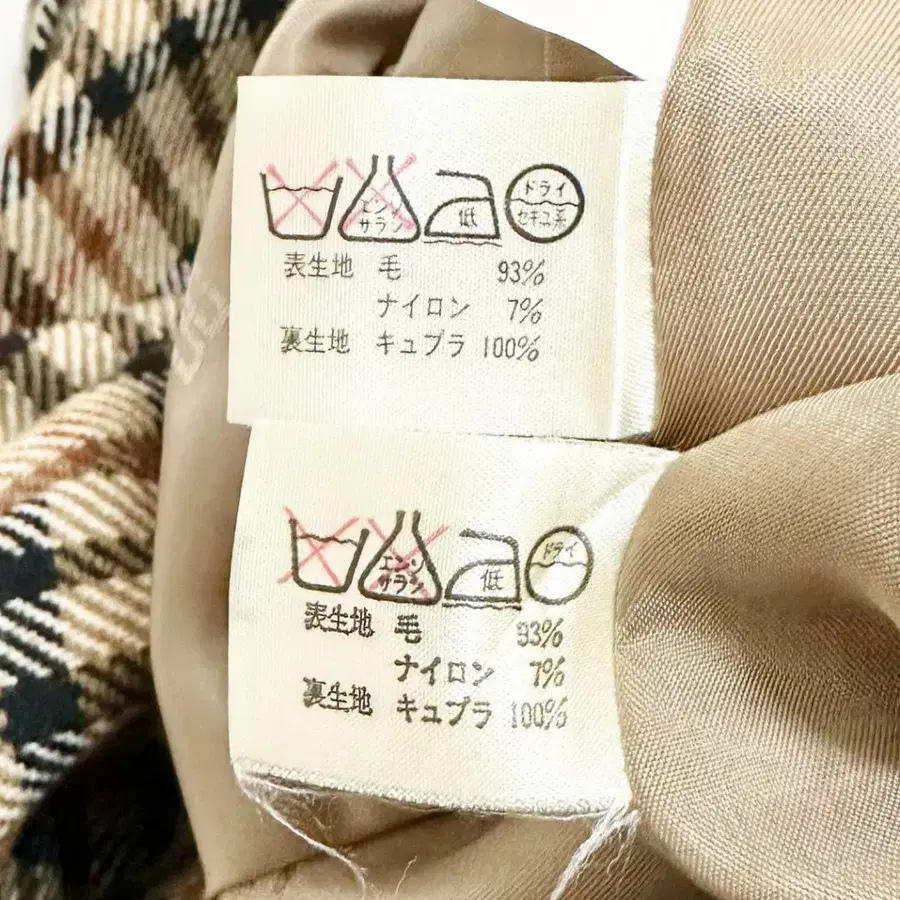 エンソ
サラシ
低
ドライ
セキユ系
表生地 毛 93%
ナイロン 7%
裏生地 キュプラ 100%
エンソ
サラシ
低
ドライ
表生地 毛 93%
ナイロン 7%
裏生地 キュプラ 100%